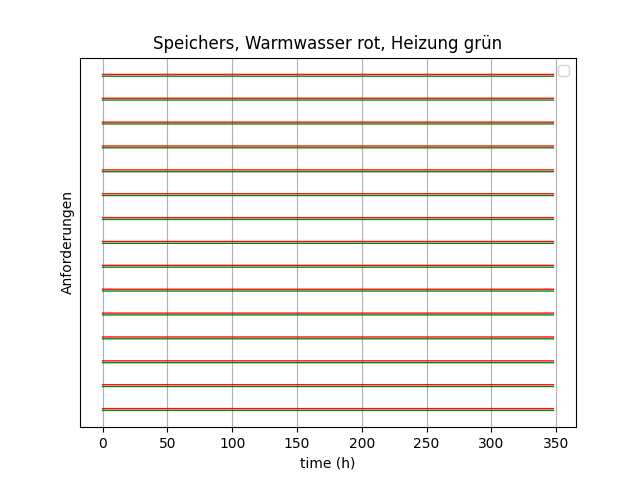 Speichers, Warmwasser rot, Heizung grün
Anforderungen
0 50 100 150 200 250 300 350
time (h)